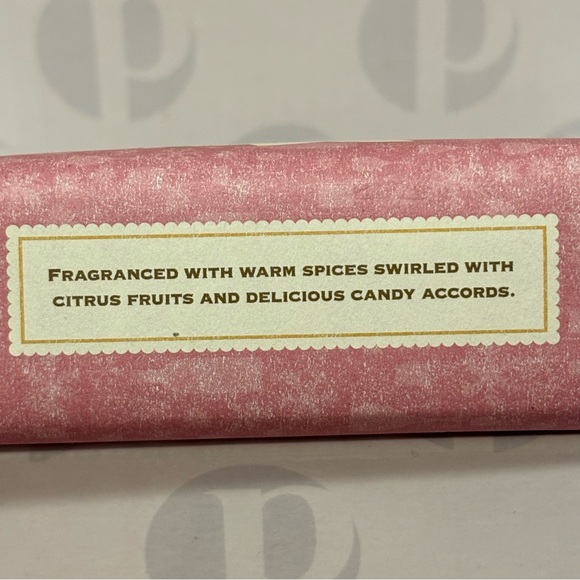 FRAGRANCED WITH WARM SPICES SWIRLED WITH
CITRUS FRUITS AND DELICIOUS CANDY ACCORDS.